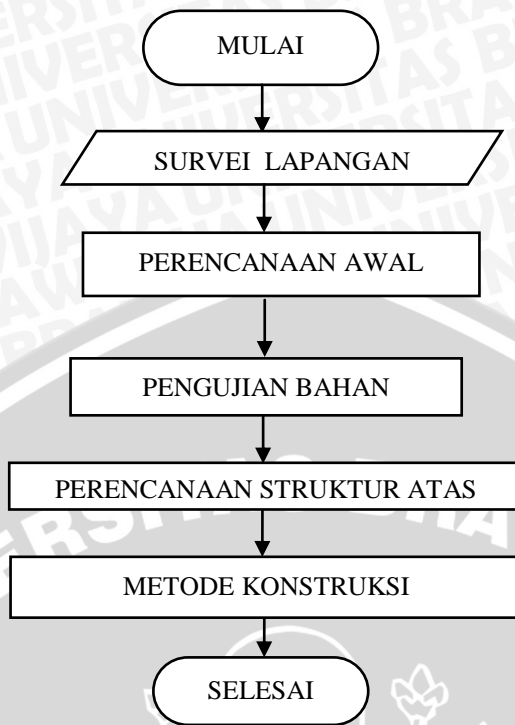 MULAI
SURVEI LAPANGAN
PERENCANAAN AWAL
PENGUJIAN BAHAN
PERENCANAAN STRUKTUR ATAS
METODE KONSTRUKSI
SELESAI